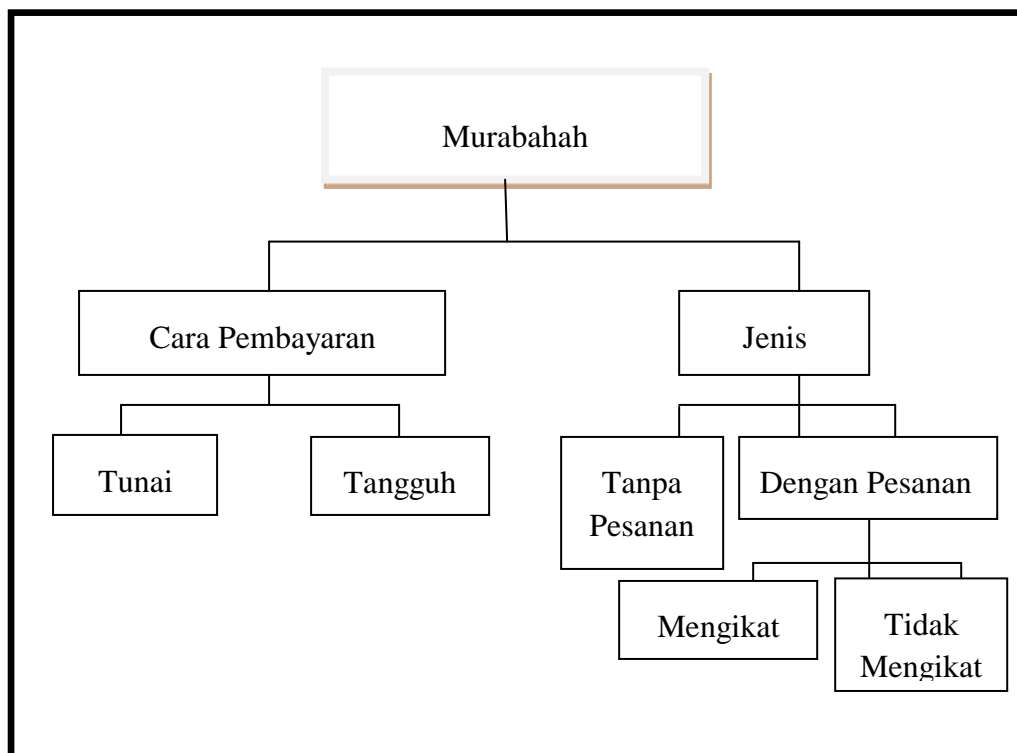 Murabahah
Cara Pembayaran
Jenis
Tunai
Tangguh
Tanpa
Pesanan
Dengan Pesanan
Mengikat
Tidak
Mengikat